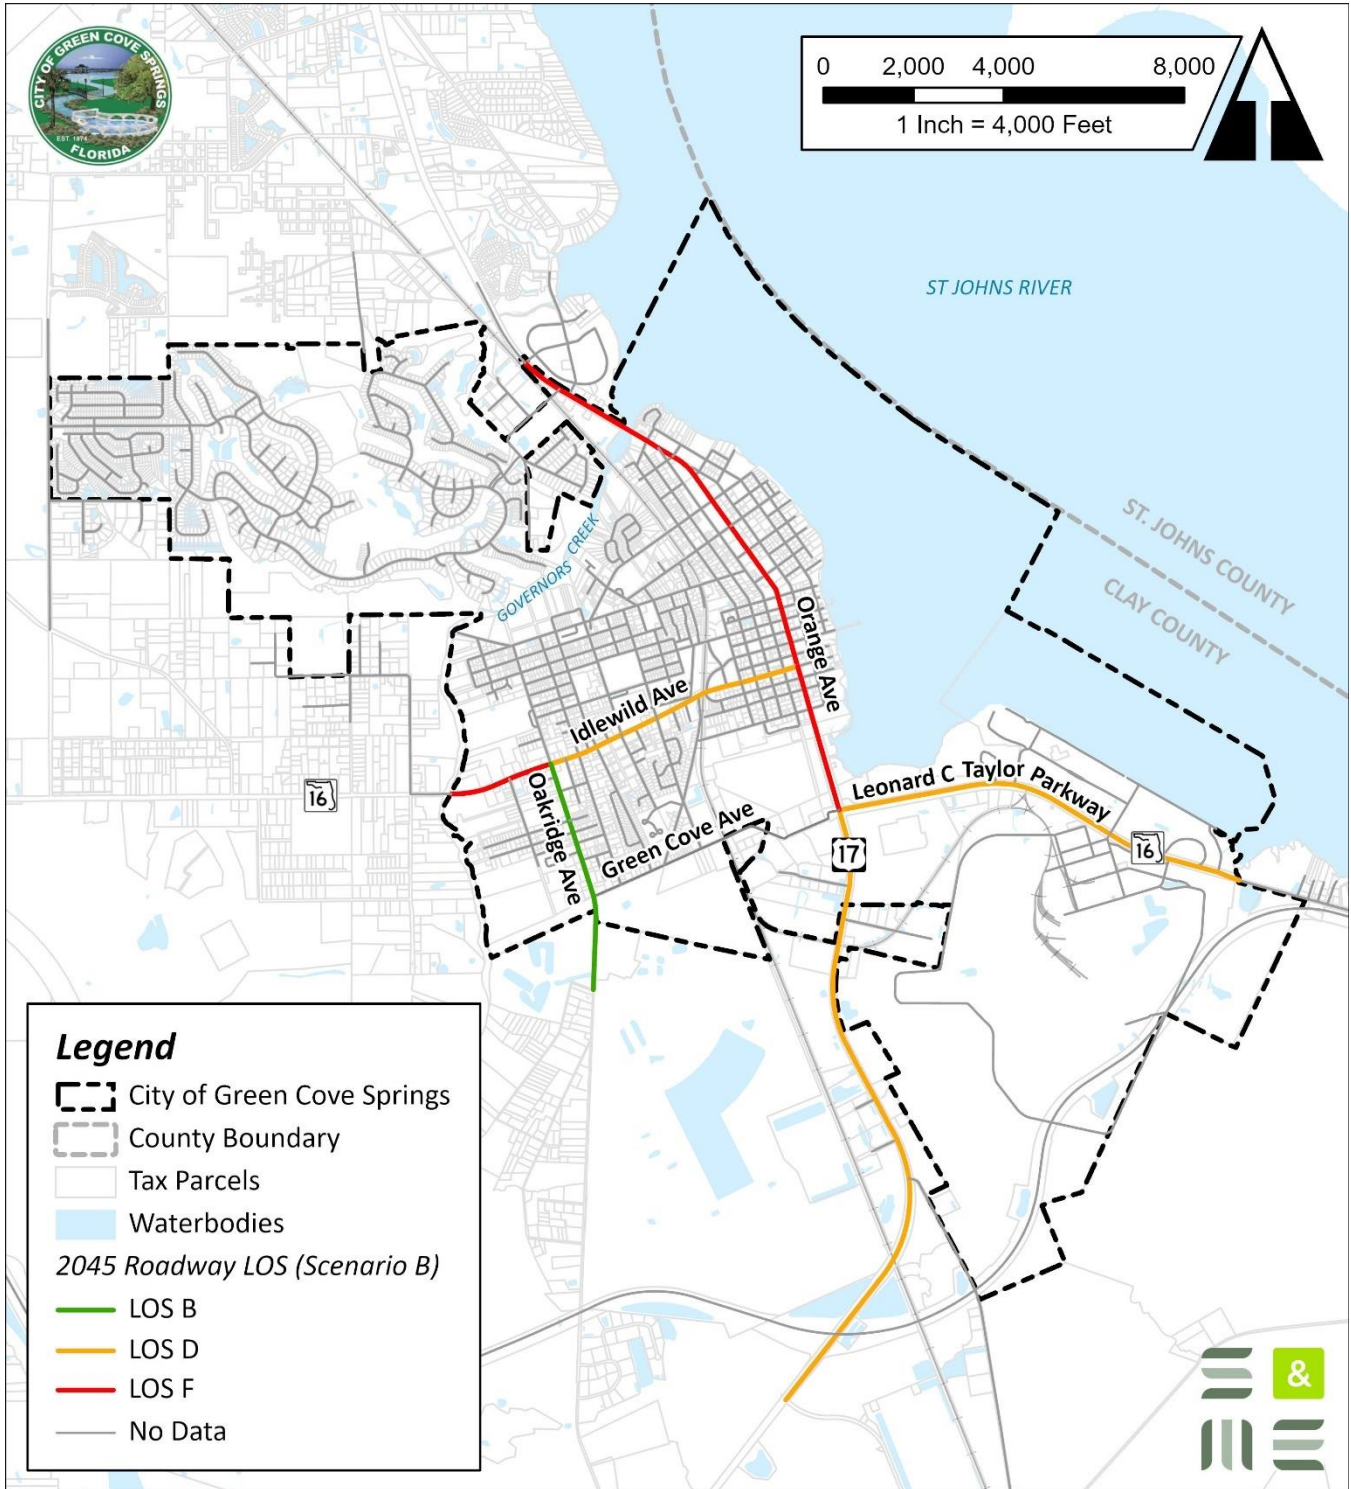 CITY OF GREEN COVE SPRINGS
EST. 1874
FLORIDA
0 2,000 4,000 8,000
1 Inch = 4,000 Feet
ST JOHNS RIVER
ST. JOHNS COUNTY
CLAY COUNTY
GOVERNORS CREEK
Orange Ave
Idlewild Ave
Oakridge Ave
Green Cove Ave
Leonard C Taylor Parkway
16
17
16
Legend
City of Green Cove Springs
County Boundary
Tax Parcels
Waterbodies
2045 Roadway LOS (Scenario B)
LOS B
LOS D
LOS F
No Data
S&ME